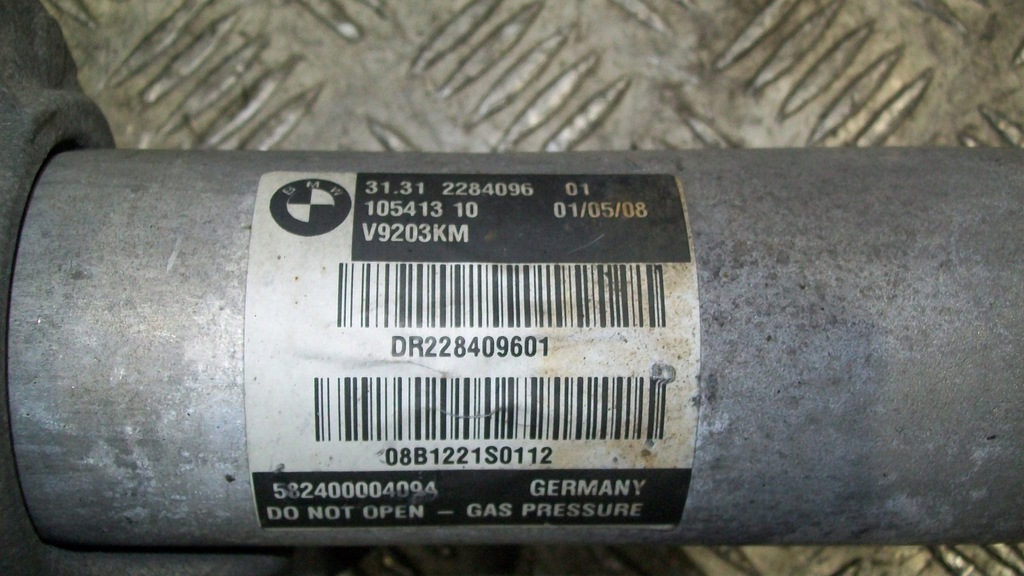 BMW
31.31 2284096 01
105413 10 01/05/08
V9203KM
DR228409601
08B1221S0112
582400004094 GERMANY
DO NOT OPEN – GAS PRESSURE